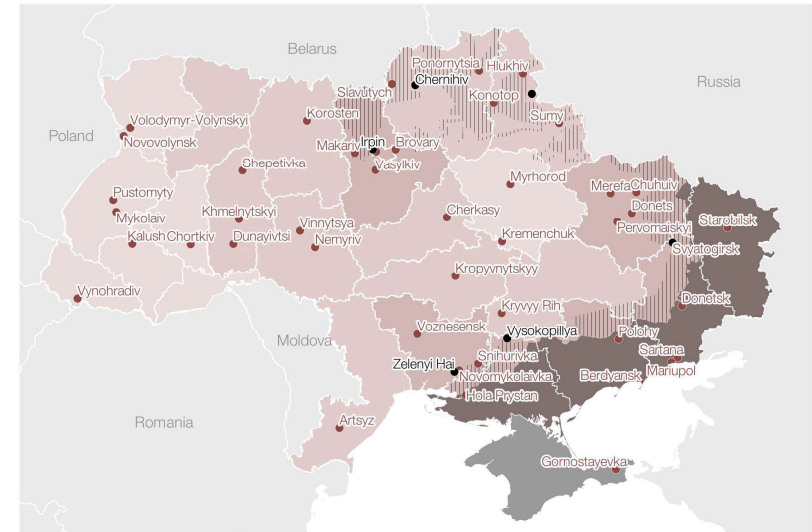 Belarus
Russia
Poland
Ponornytsia
Hlukhiv
Chernihiv
Slavutych
Konotop
Korosten
Sumy
Volodymyr-Volynskyi
Novovolynsk
Irpin
Makariv
Brovary
Vasylkiv
Shepetivka
Myrhorod
Merefa
Chuhuiv
Pustomyty
Mykolaiv
Khmelnytskyi
Cherkasy
Donets
Pervomaiskyi
Starobilsk
Vinnytsya
Kalush
Chortkiv
Dunayivtsi
Nemyriv
Kremenchuk
Svyatogirsk
Kropyvnytskyy
Vynohradiv
Donetsk
Kryvyy Rih
Moldova
Voznesensk
Vysokopillya
Polohy
Snihurivka
Sartana
Zelenyi Hai
Novomykolaivka
Berdyansk
Mariupol
Hola Prystan
Romania
Artsyz
Gornostayevka